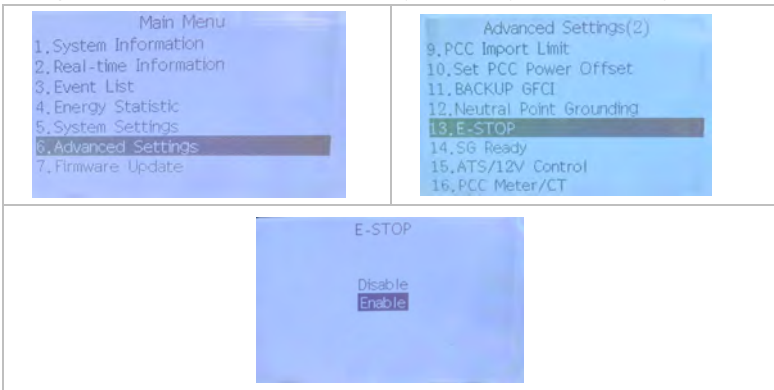 Main Menu
1.System Information
2.Real-time Information
3.Event List
4.Energy Statistic
5.System Settings
6.Advanced Settings
7.Firmware Update
Advanced Settings(2)
9.PCC Import Limit
10.Set PCC Power Offset
11.BACKUP GFCI
12.Neutral Point Grounding
13.E-STOP
14.SG Ready
15.ATS/12V Control
16.PCC Meter/CT
E-STOP
Disable
Enable